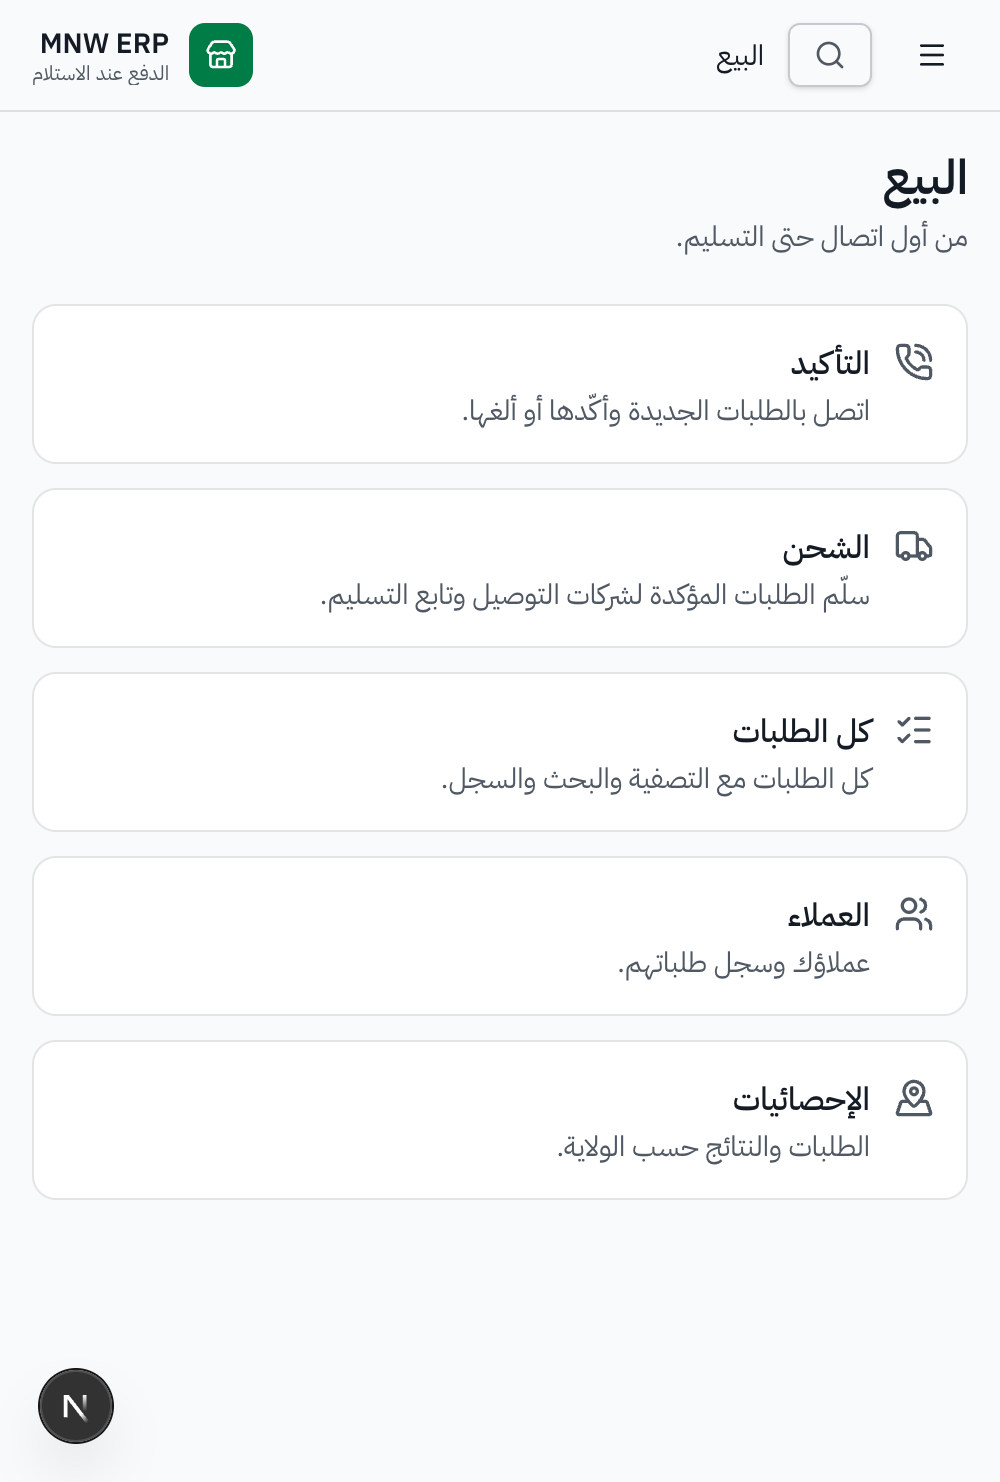 البيع
MNW ERP
الدفع عند الاستلام
البيع
من أول اتصال حتى التسليم.
التأكيد
اتصل بالطلبات الجديدة وأكّدها أو ألغها.
الشحن
سلّم الطلبات المؤكدة لشركات التوصيل وتابع التسليم.
كل الطلبات
كل الطلبات مع التصفية والبحث والسجل.
العملاء
عملاؤك وسجل طلباتهم.
الإحصائيات
الطلبات والنتائج حسب الولاية.
N